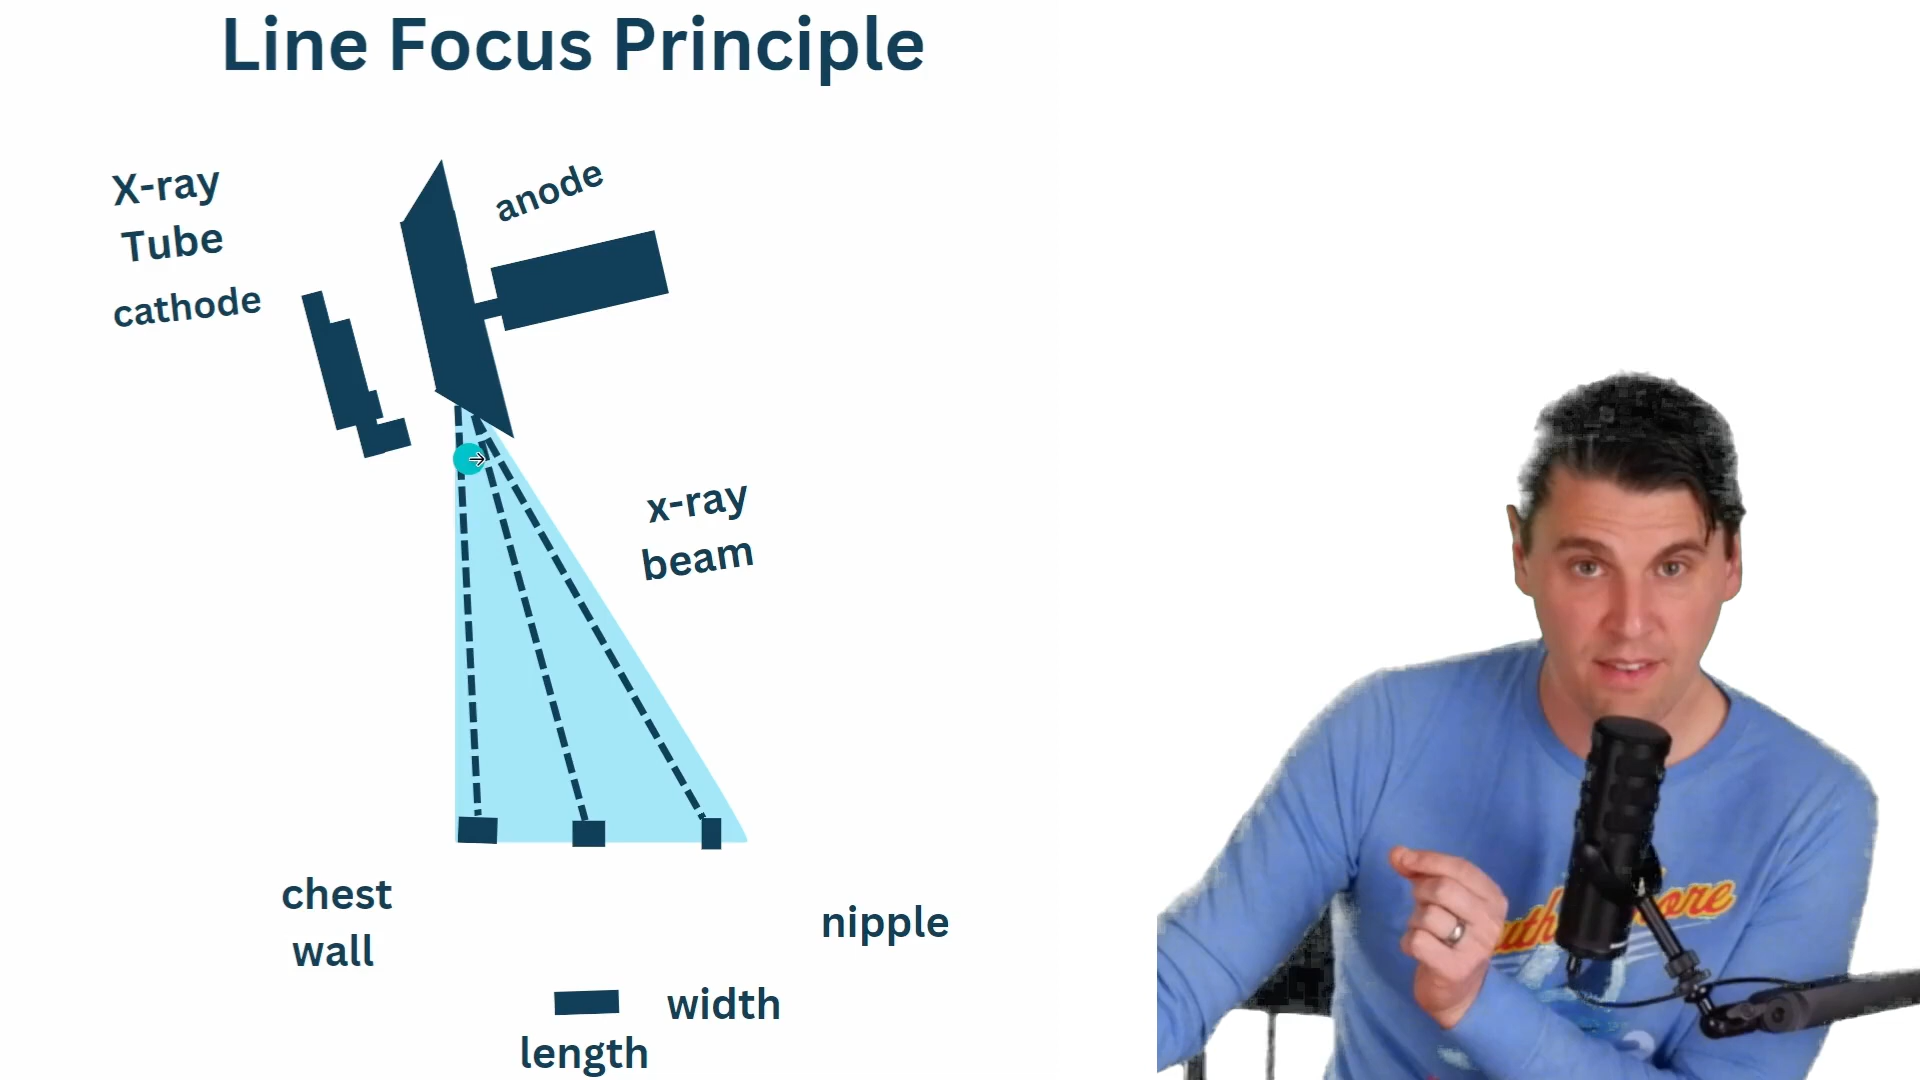 Line Focus Principle
X-ray
Tube
cathode
anode
x-ray
beam
chest
wall
nipple
width
length